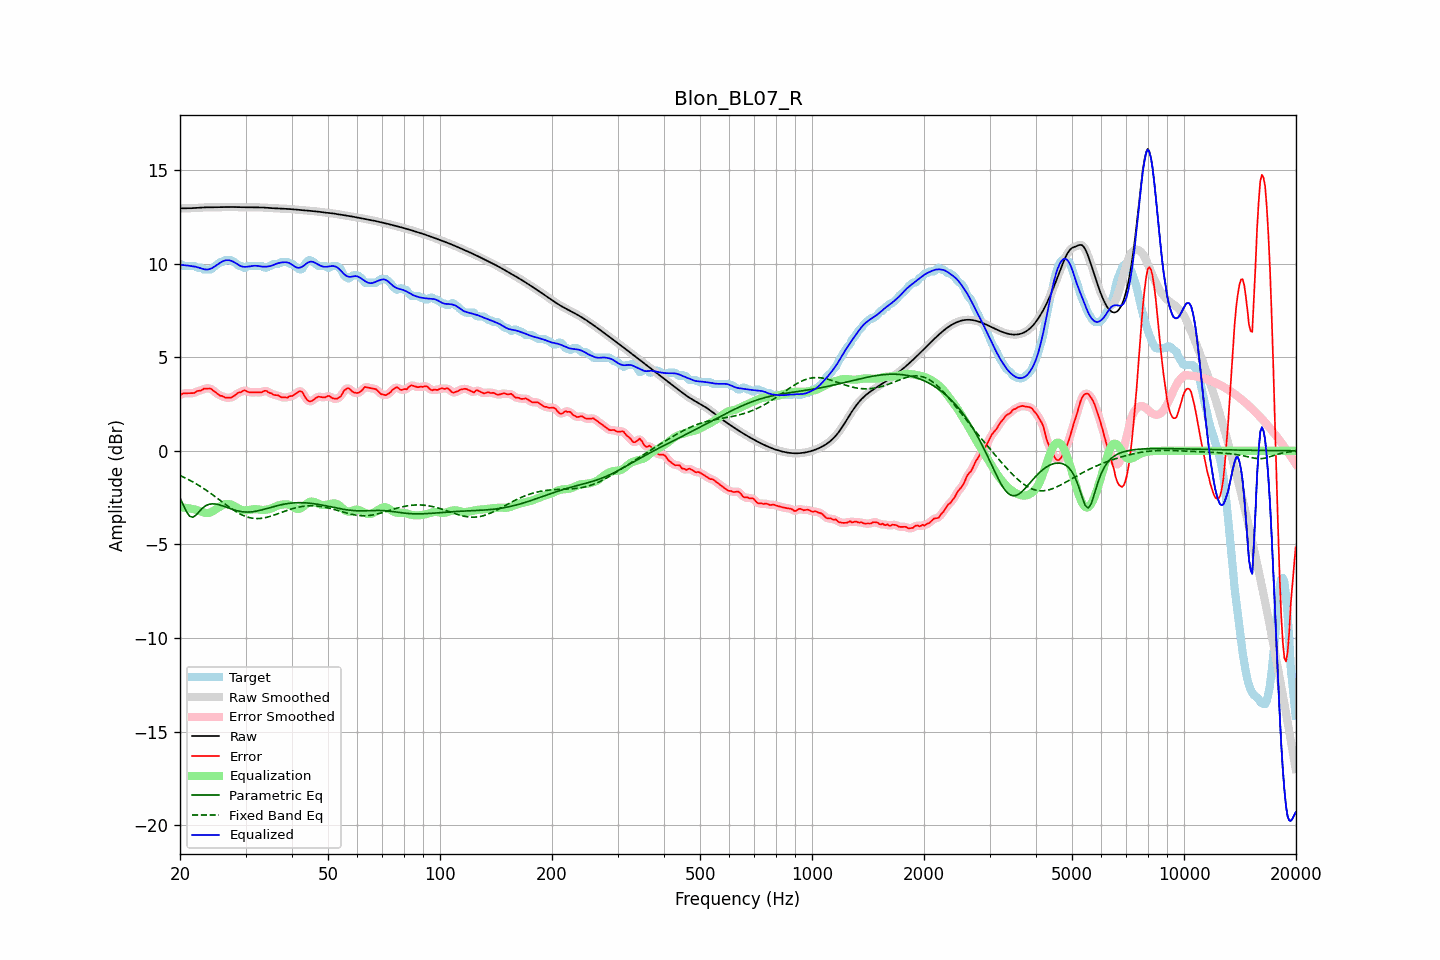 Blon_BL07_R
Amplitude (dBr)
15
10
5
0
−5
−10
−15
−20
Target
Raw Smoothed
Error Smoothed
Raw
Error
Equalization
Parametric Eq
Fixed Band Eq
Equalized
20 50 100 200 500 1000 2000 5000 10000 20000
Frequency (Hz)